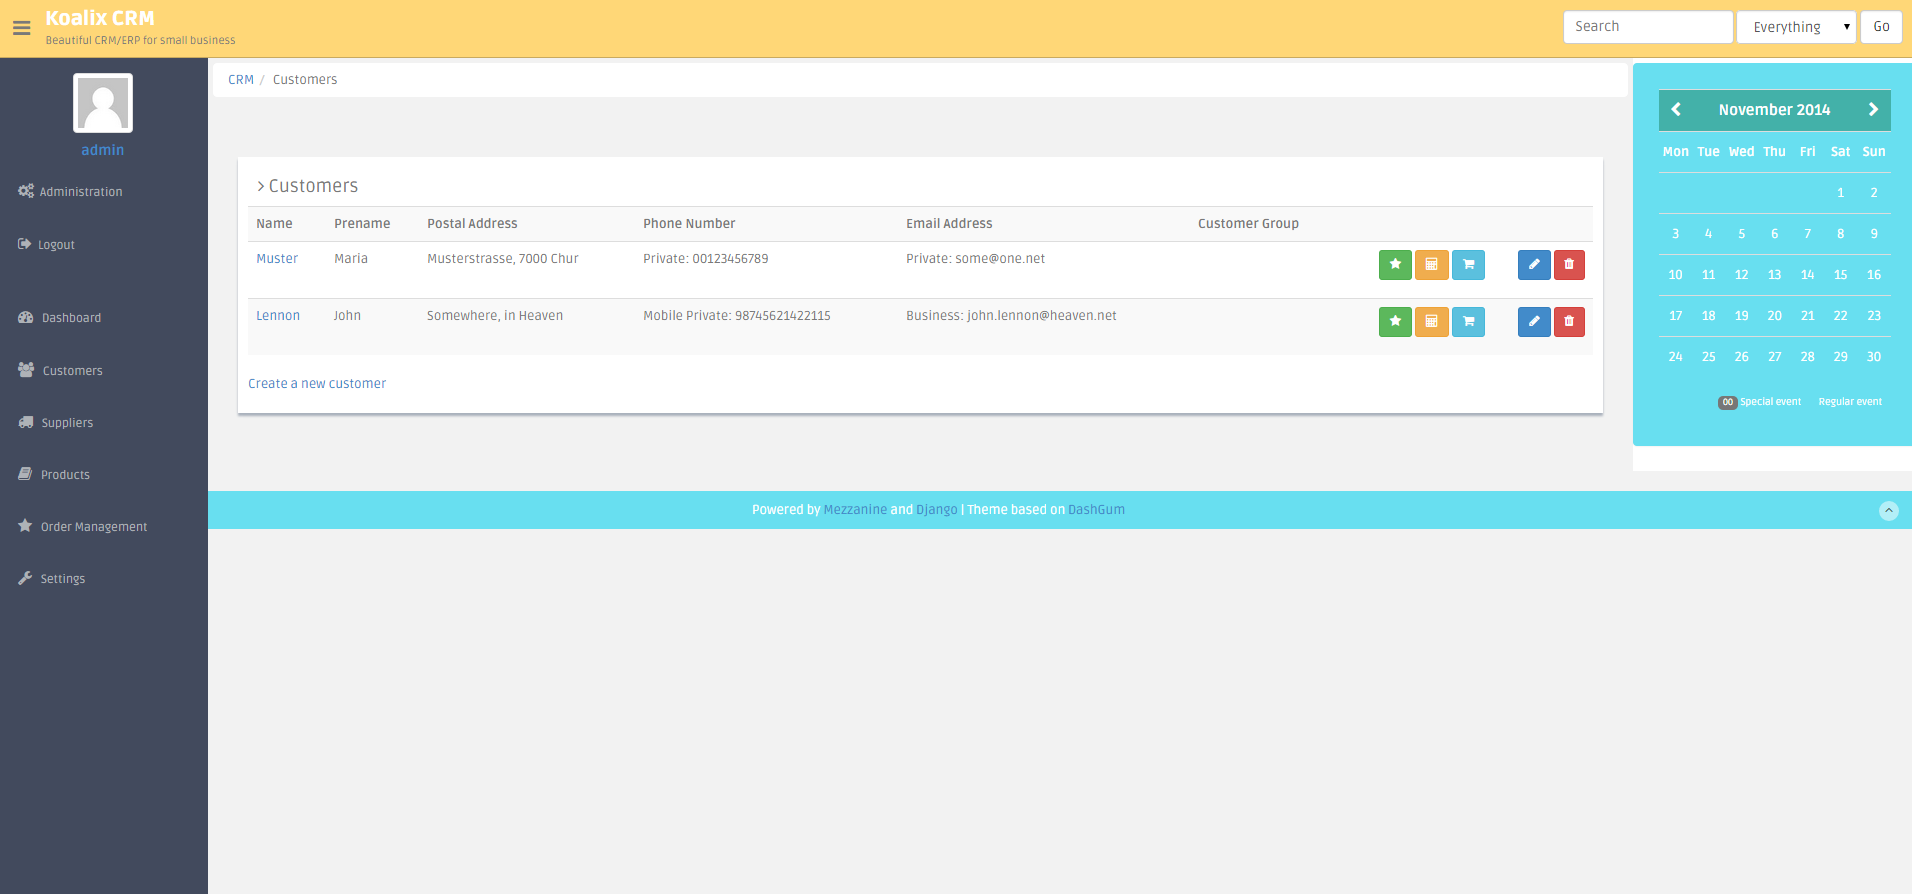 Koalix CRM
Beautiful CRM/ERP for small business
Search
Everything
Go
admin
Administration
Logout
Dashboard
Customers
Suppliers
Products
Order Management
Settings
CRM / Customers
Customers
Name Prename Postal Address Phone Number Email Address Customer Group
Muster Maria Musterstrasse, 7000 Chur Private: 00123456789 Private: some@one.net
Lennon John Somewhere, in Heaven Mobile Private: 98745621422115 Business: john.lennon@heaven.net
Create a new customer
November 2014
Mon Tue Wed Thu Fri Sat Sun
1 2
3 4 5 6 7 8 9
10 11 12 13 14 15 16
17 18 19 20 21 22 23
24 25 26 27 28 29 30
00 Special event Regular event
Powered by Mezzanine and Django | Theme based on DashGum